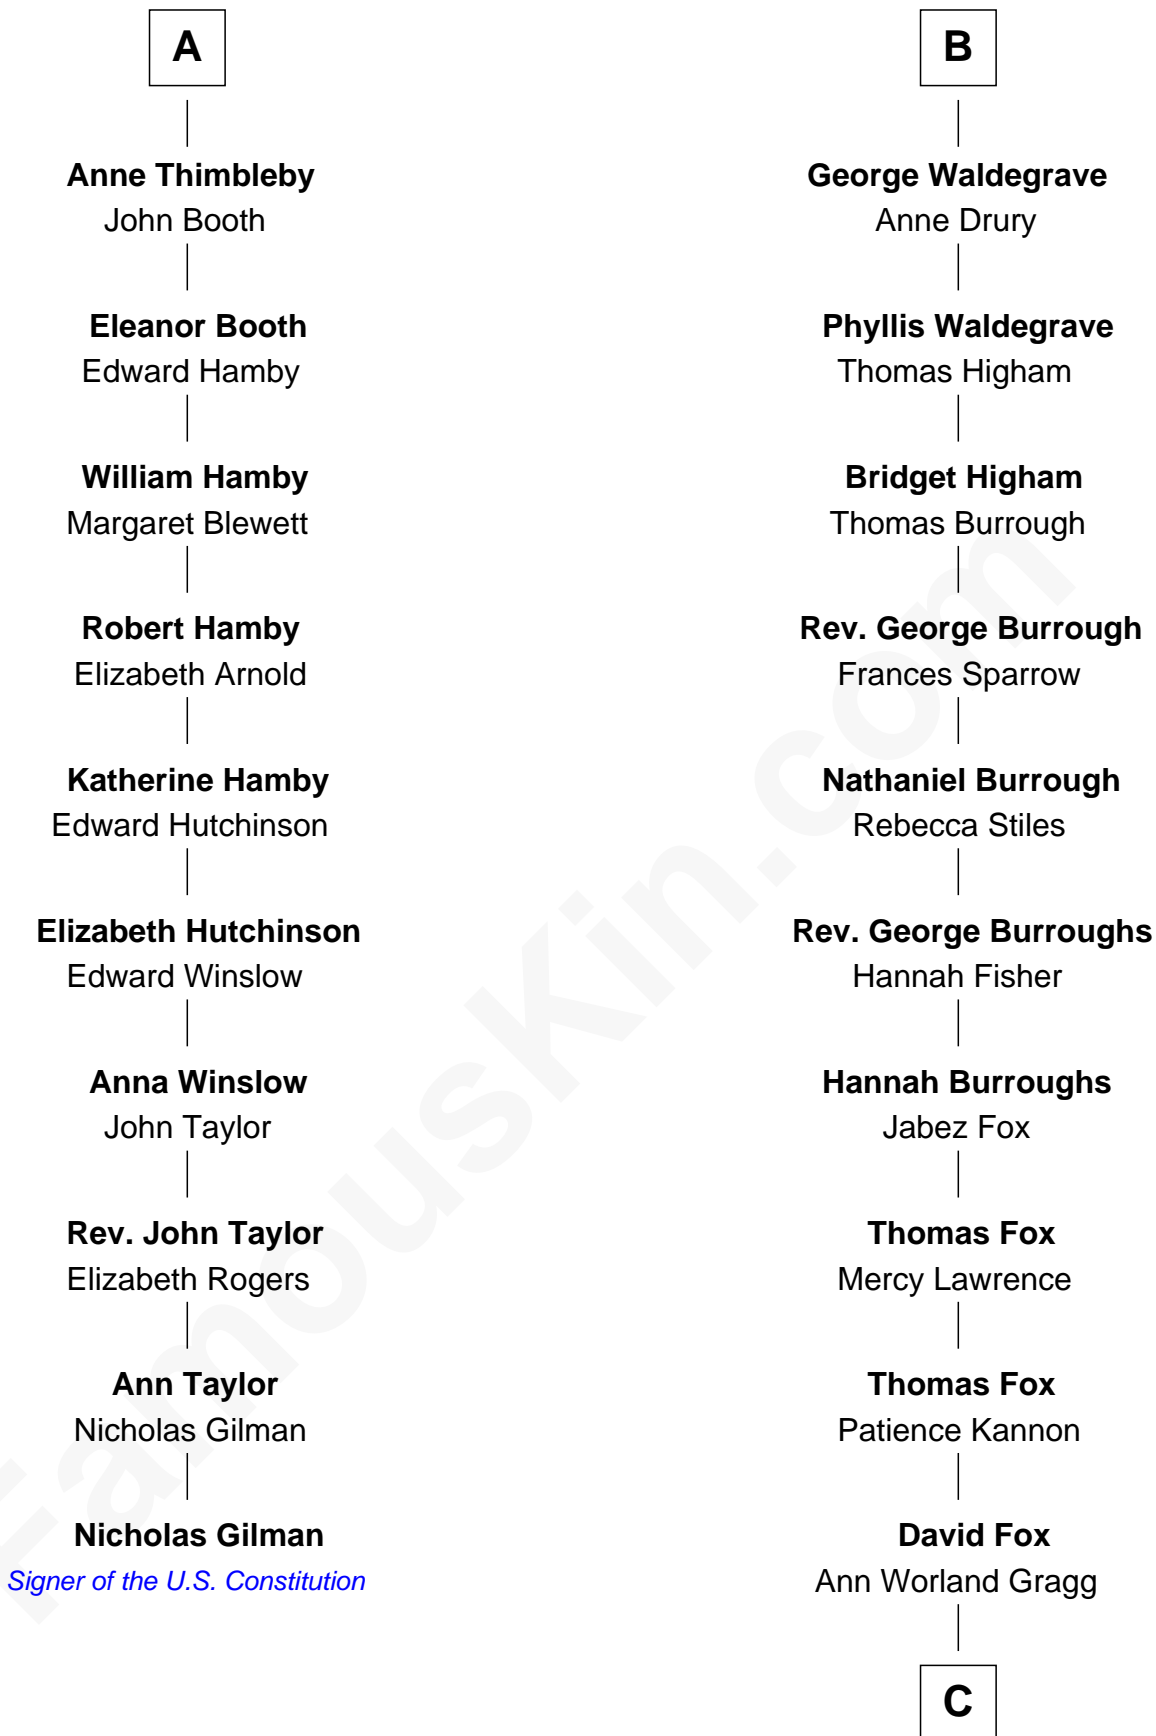 A
Anne Thimbleby
John Booth
Eleanor Booth
Edward Hamby
William Hamby
Margaret Blewett
Robert Hamby
Elizabeth Arnold
Katherine Hamby
Edward Hutchinson
Elizabeth Hutchinson
Edward Winslow
Anna Winslow
John Taylor
Rev. John Taylor
Elizabeth Rogers
Ann Taylor
Nicholas Gilman
Nicholas Gilman
Signer of the U.S. Constitution
B
George Waldegrave
Anne Drury
Phyllis Waldegrave
Thomas Higham
Bridget Higham
Thomas Burrough
Rev. George Burrough
Frances Sparrow
Nathaniel Burrough
Rebecca Stiles
Rev. George Burroughs
Hannah Fisher
Hannah Burroughs
Jabez Fox
Thomas Fox
Mercy Lawrence
Thomas Fox
Patience Kannon
David Fox
Ann Worland Gragg
C
FamousKin.com